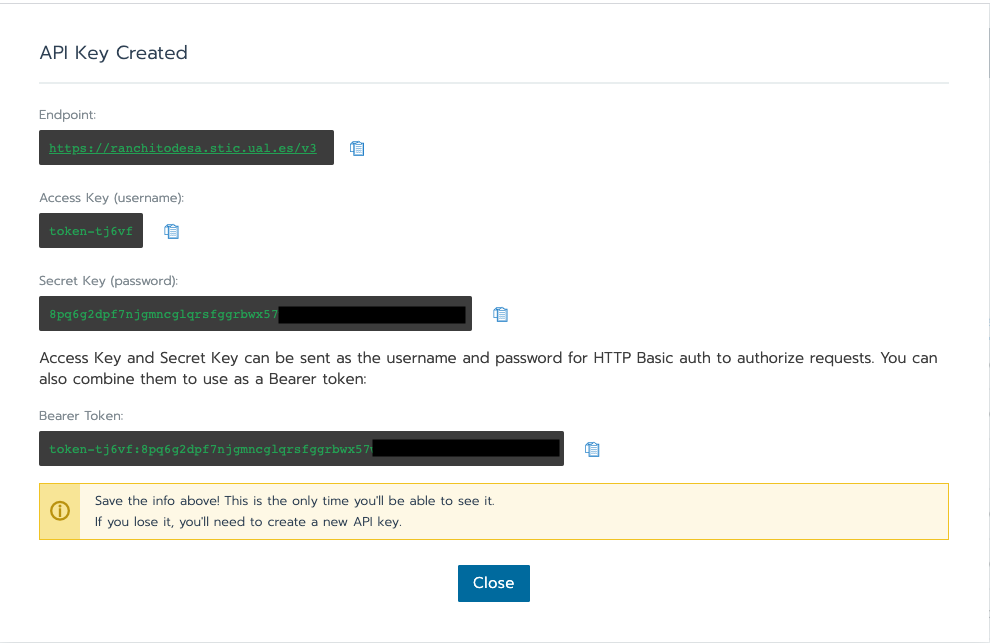 API Key Created
Endpoint:
https://ranchitodesa.stic.ual.es/v3
Access Key (username):
token-tj6vf
Secret Key (password):
8pq6g2dpf7njgmncglqrsfggrbwx57
Access Key and Secret Key can be sent as the username and password for HTTP Basic auth to authorize requests. You can
also combine them to use as a Bearer token:
Bearer Token:
token-tj6vf:8pq6g2dpf7njgmncglqrsfggrbwx57
Save the info above! This is the only time you'll be able to see it.
If you lose it, you'll need to create a new API key.
Close